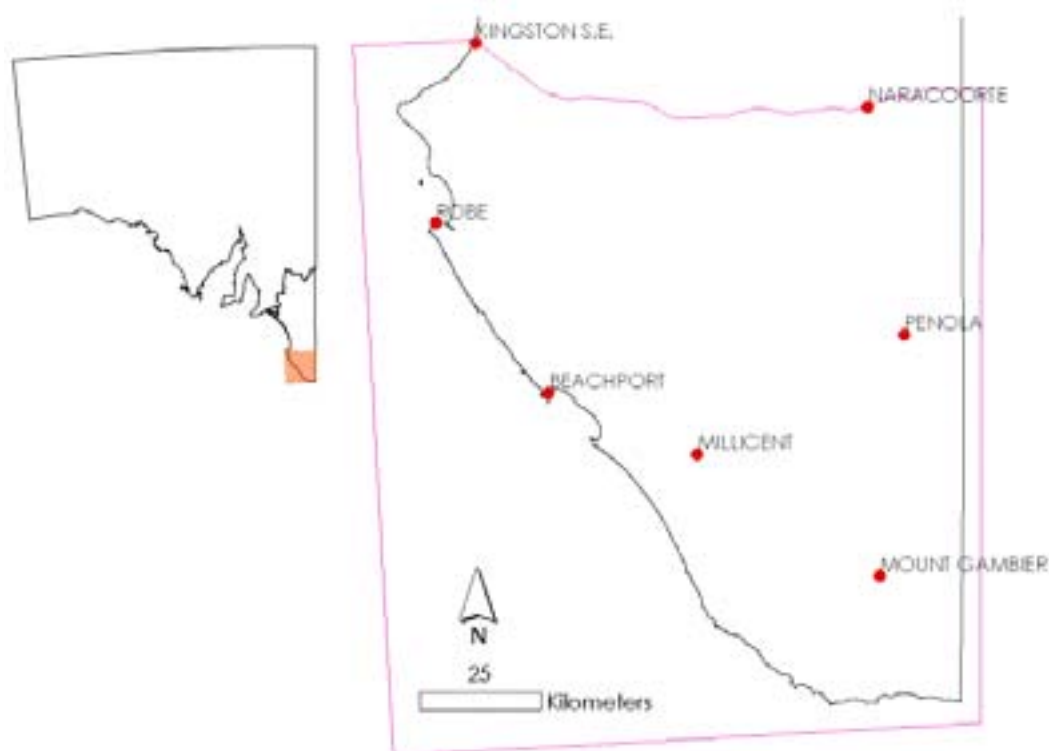 KINGSTON S.E.
NARACOORTE
ROBE
PENOLA
BEACHPORT
MILLICENT
MOUNT GAMBIER
N
25
Kilometers